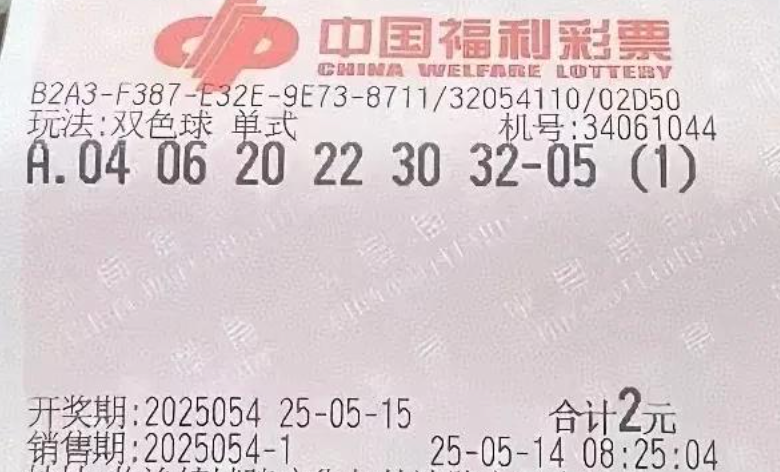 中国福利彩票
CHINA WELFARE LOTTERY
B2A3-F387-E32E-9E73-8711/32054110/02D50
玩法:双色球 单式 机号:34061044
A.04 06 20 22 30 32-05 (1)
开奖期:2025054 25-05-15 合计2元
销售期:2025054-1 25-05-14 08:25:04